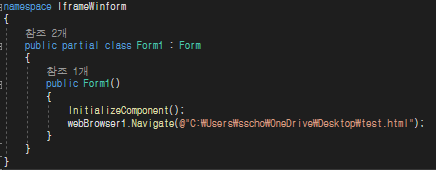 namespace IframeWinform
{
참조 2개
public partial class Form1 : Form
{
참조 1개
public Form1()
{
InitializeComponent();
webBrowser1.Navigate(@"C:₩Users₩sscho₩OneDrive₩Desktop₩test.html");
}
}
}